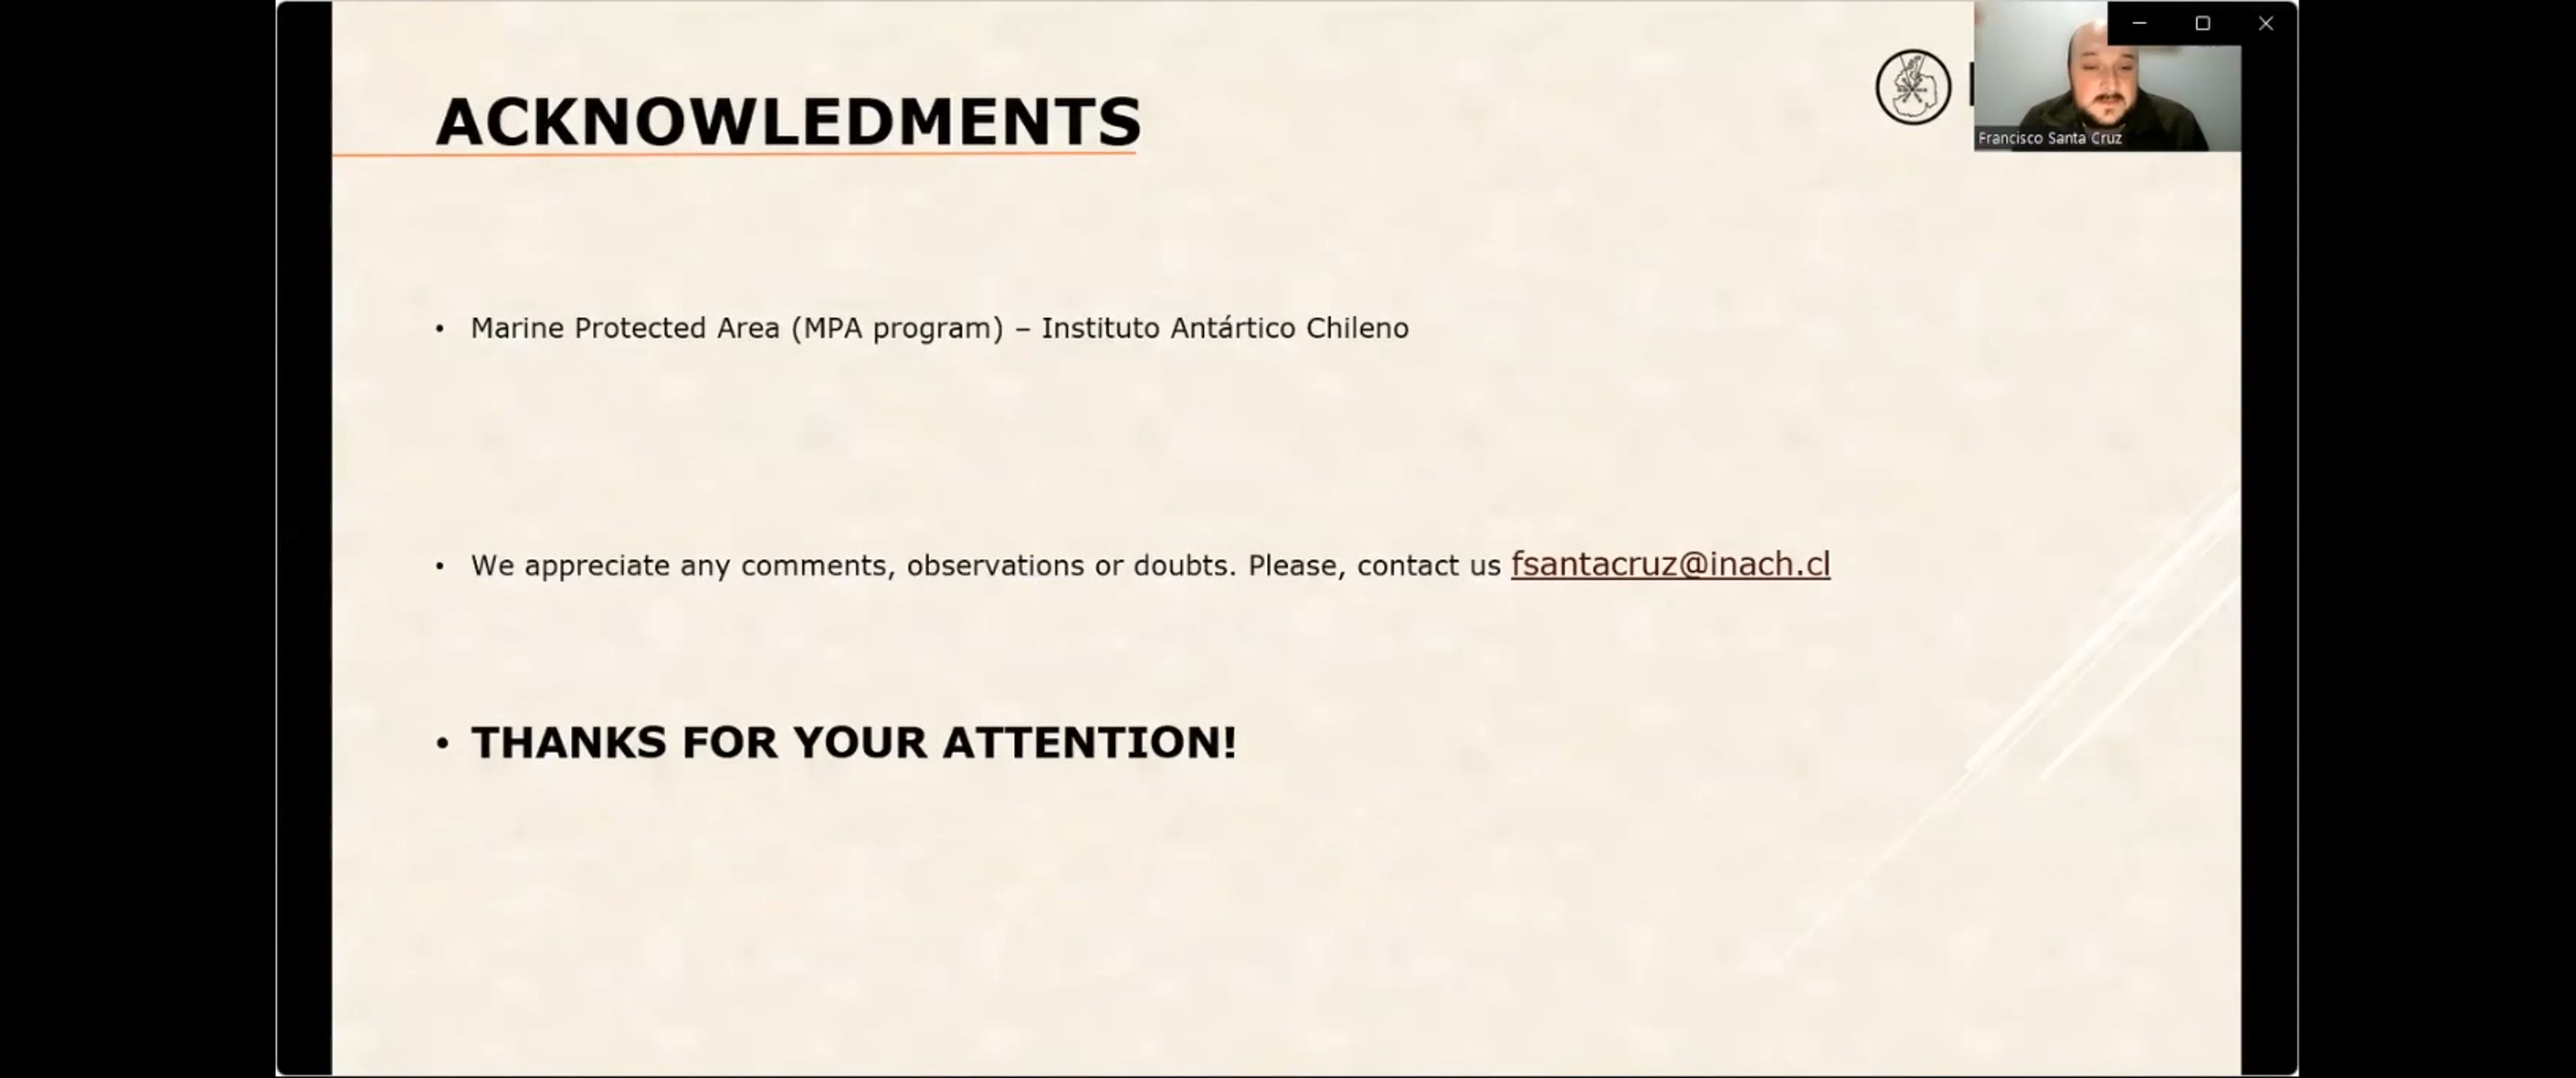 ACKNOWLEDMENTS
Francisco Santa Cruz
• Marine Protected Area (MPA program) – Instituto Antártico Chileno
• We appreciate any comments, observations or doubts. Please, contact us fsantacruz@inach.cl
• THANKS FOR YOUR ATTENTION!